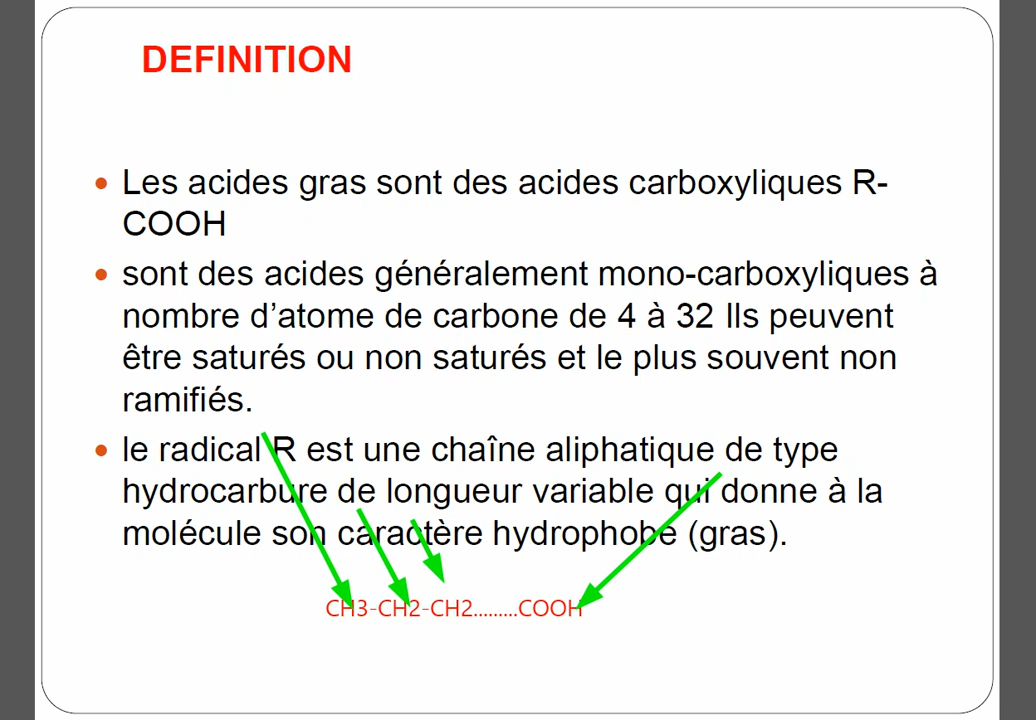 DEFINITION
• Les acides gras sont des acides carboxyliques R-
COOH
• sont des acides généralement mono-carboxyliques à
nombre d’atome de carbone de 4 à 32 Ils peuvent
être saturés ou non saturés et le plus souvent non
ramifiés.
• le radical R est une chaîne aliphatique de type
hydrocarbure de longueur variable qui donne à la
molécule son caractère hydrophobe (gras).
CH3-CH2-CH2.........COOH